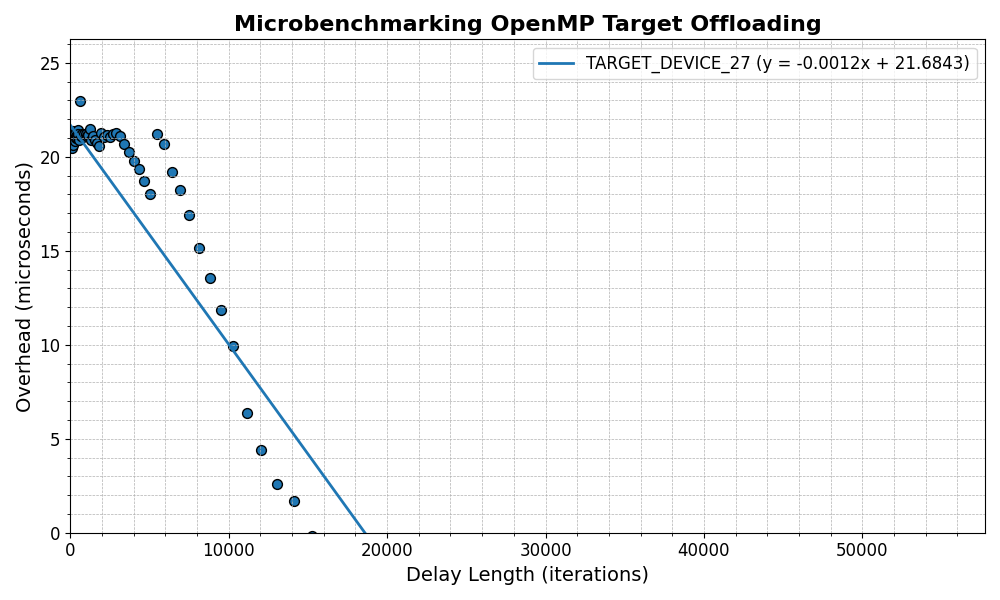 Microbenchmarking OpenMP Target Offloading
TARGET_DEVICE_27 (y = -0.0012x + 21.6843)
Overhead (microseconds)
25
20
15
10
5
0
0 10000 20000 30000 40000 50000
Delay Length (iterations)